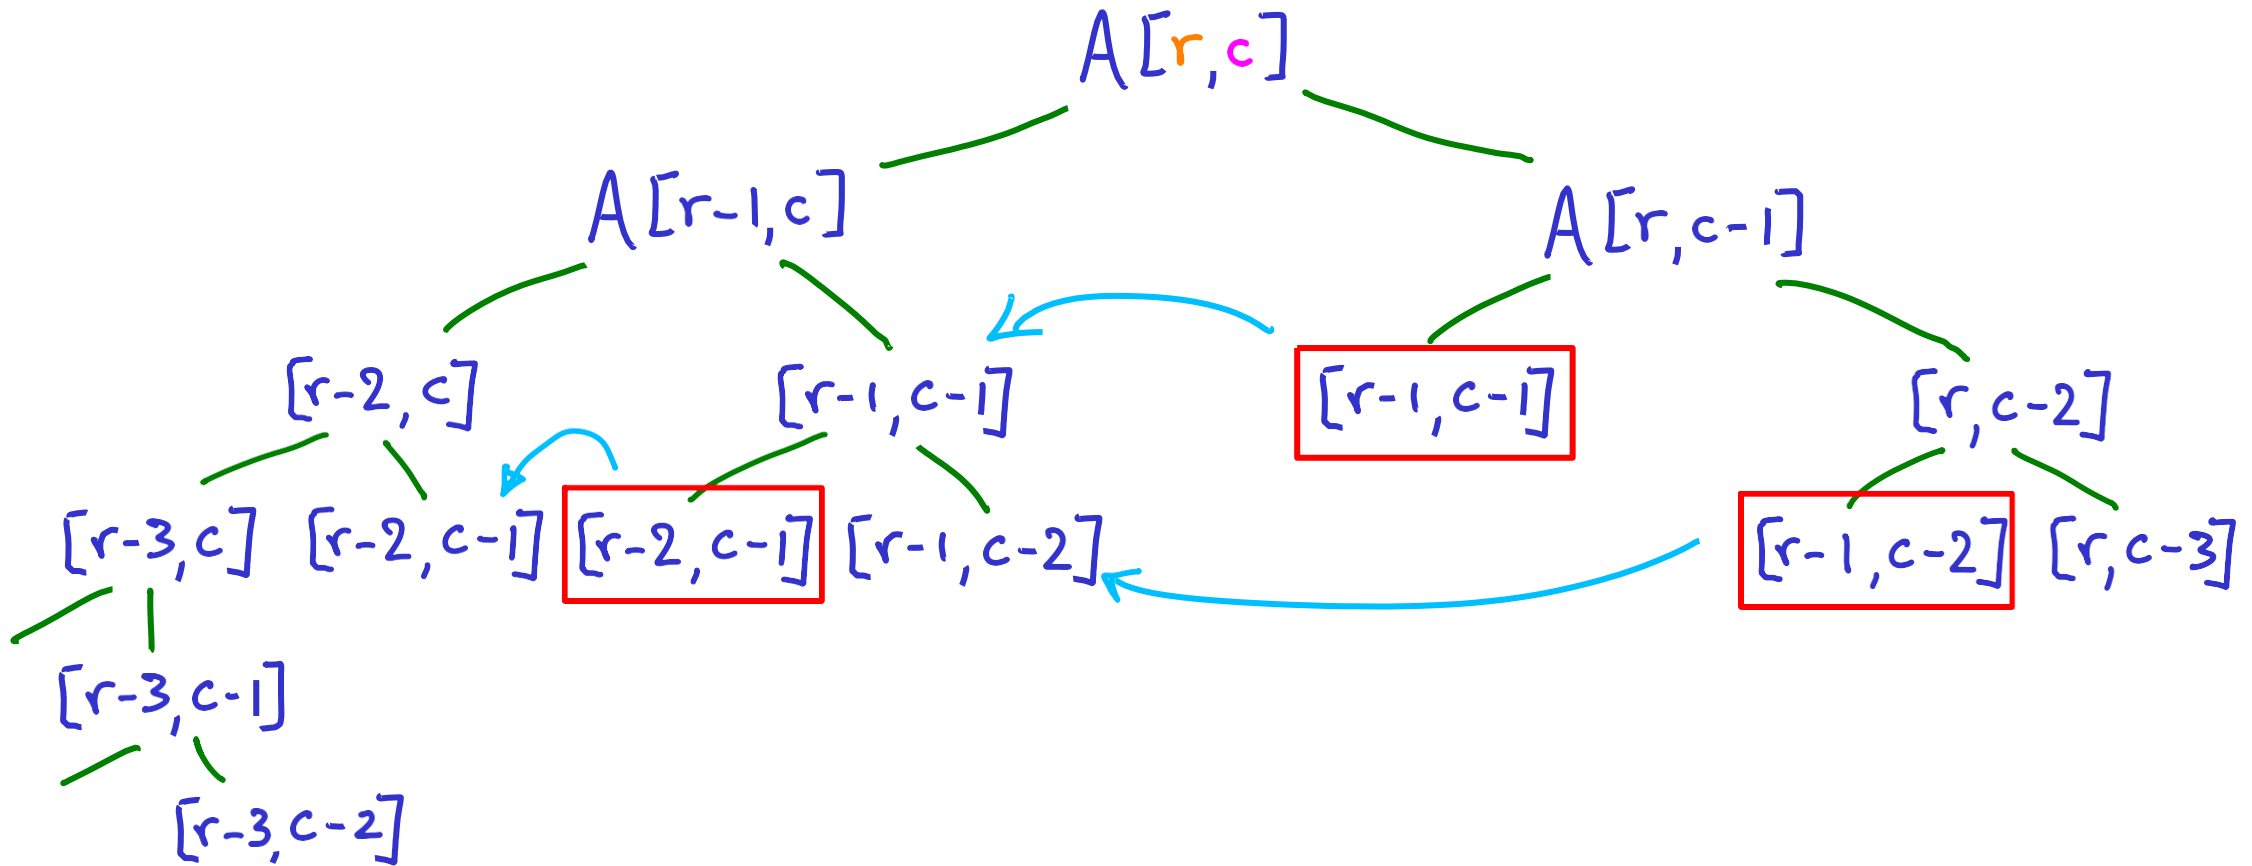 A[r,c]
A[r-1,c] A[r,c-1]
[r-2,c] [r-1,c-1] [r-1,c-1] [r,c-2]
[r-3,c] [r-2,c-1] [r-2,c-1] [r-1,c-2] [r-1,c-2] [r,c-3]
[r-3,c-1]
[r-3,c-2]